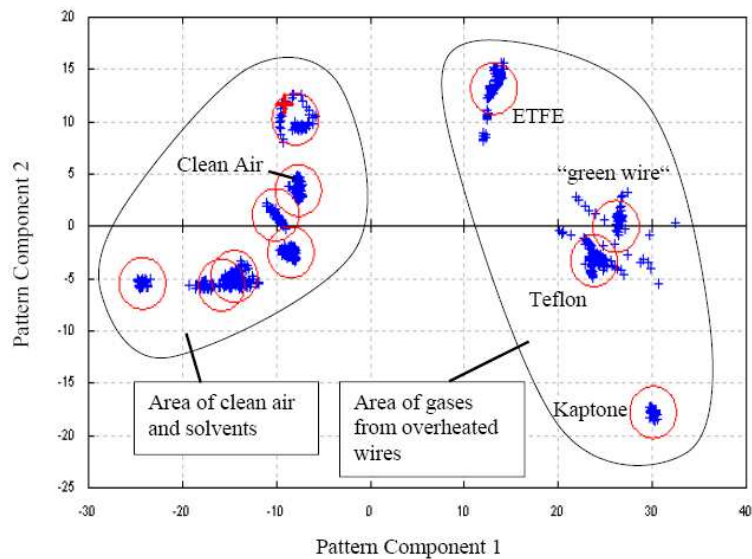 20
15
ETFE
10
Clean Air
5
“green wire“
0
-5
Teflon
-10
-15
Area of clean air
and solvents
Area of gases
from overheated
wires
Kaptone
-20
-25
-30
-20
-10
0
10
20
30
40
Pattern Component 1
Pattern Component 2